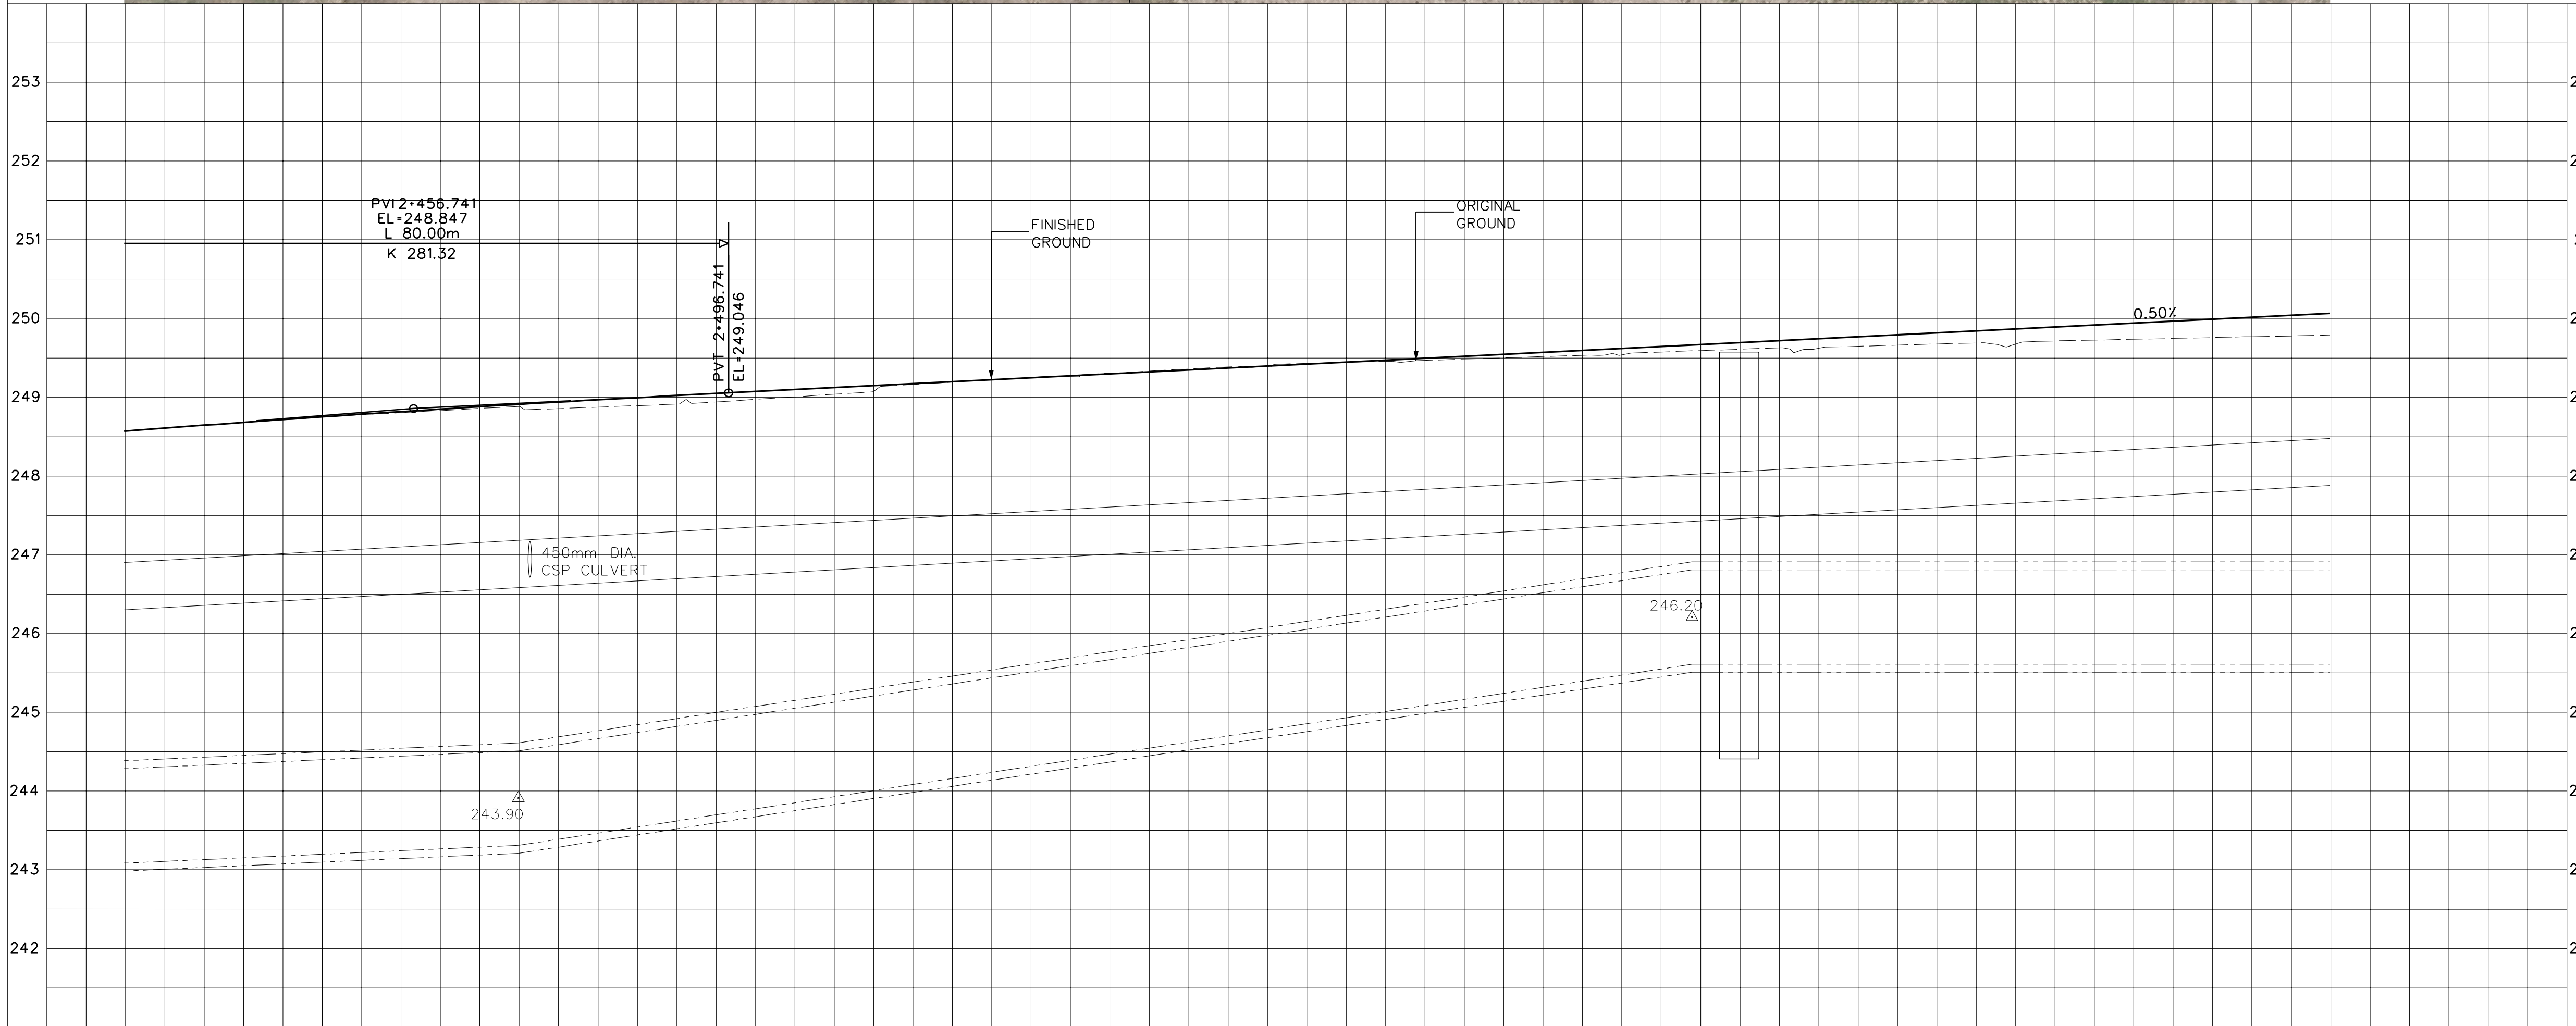 253
252
251
250
249
248
247
246
245
244
243
242
PVI 2+456.741
EL=248.847
L 80.00m
K 281.32
PVT 2+496.741
EL=249.046
FINISHED
GROUND
ORIGINAL
GROUND
0.50%
450mm DIA.
CSP CULVERT
246.20
243.90